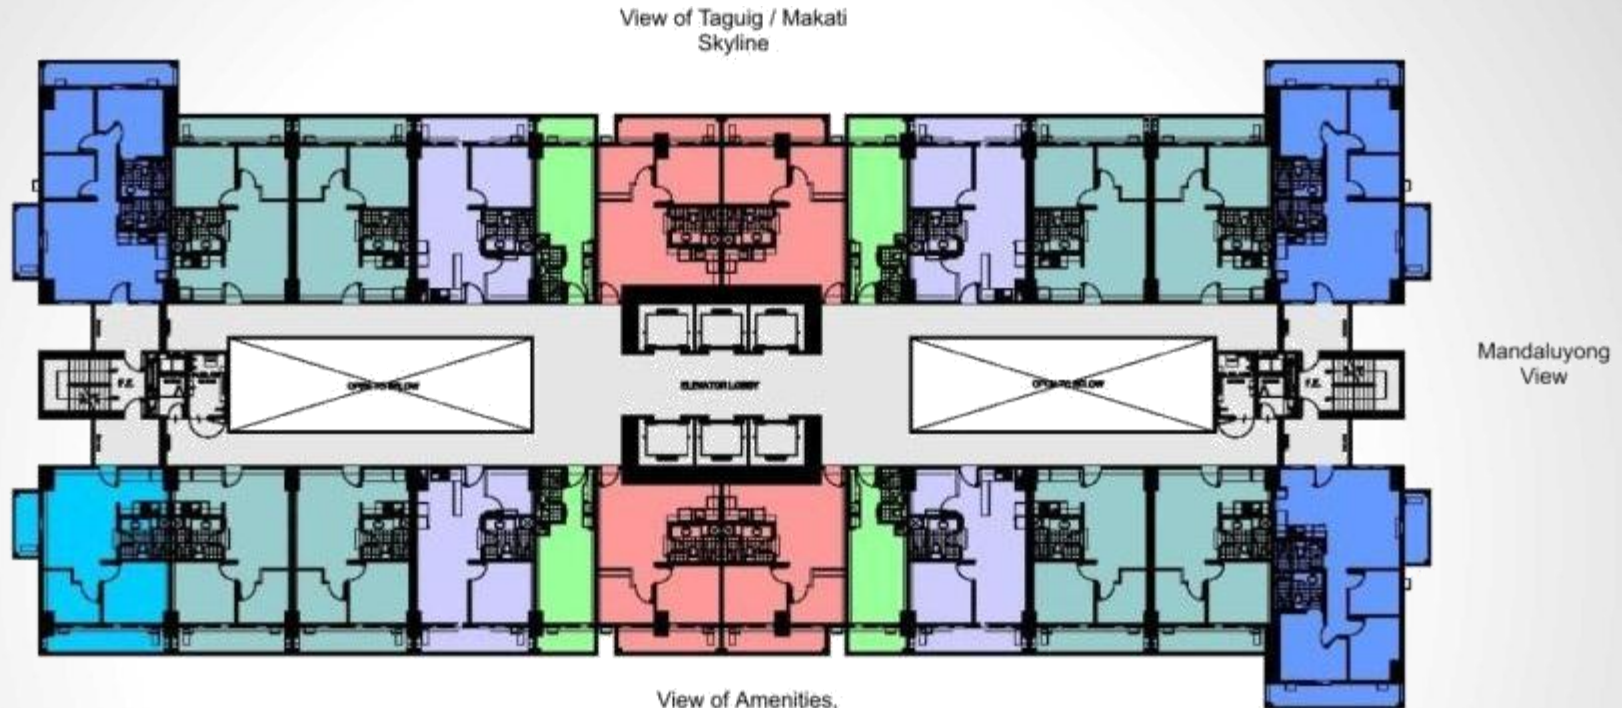 View of Taguig / Makati
Skyline
OPEN TO BELOW
ELEVATOR LOBBY
OPEN TO BELOW
F.E.
F.E.
Mandaluyong
View
View of Amenities,